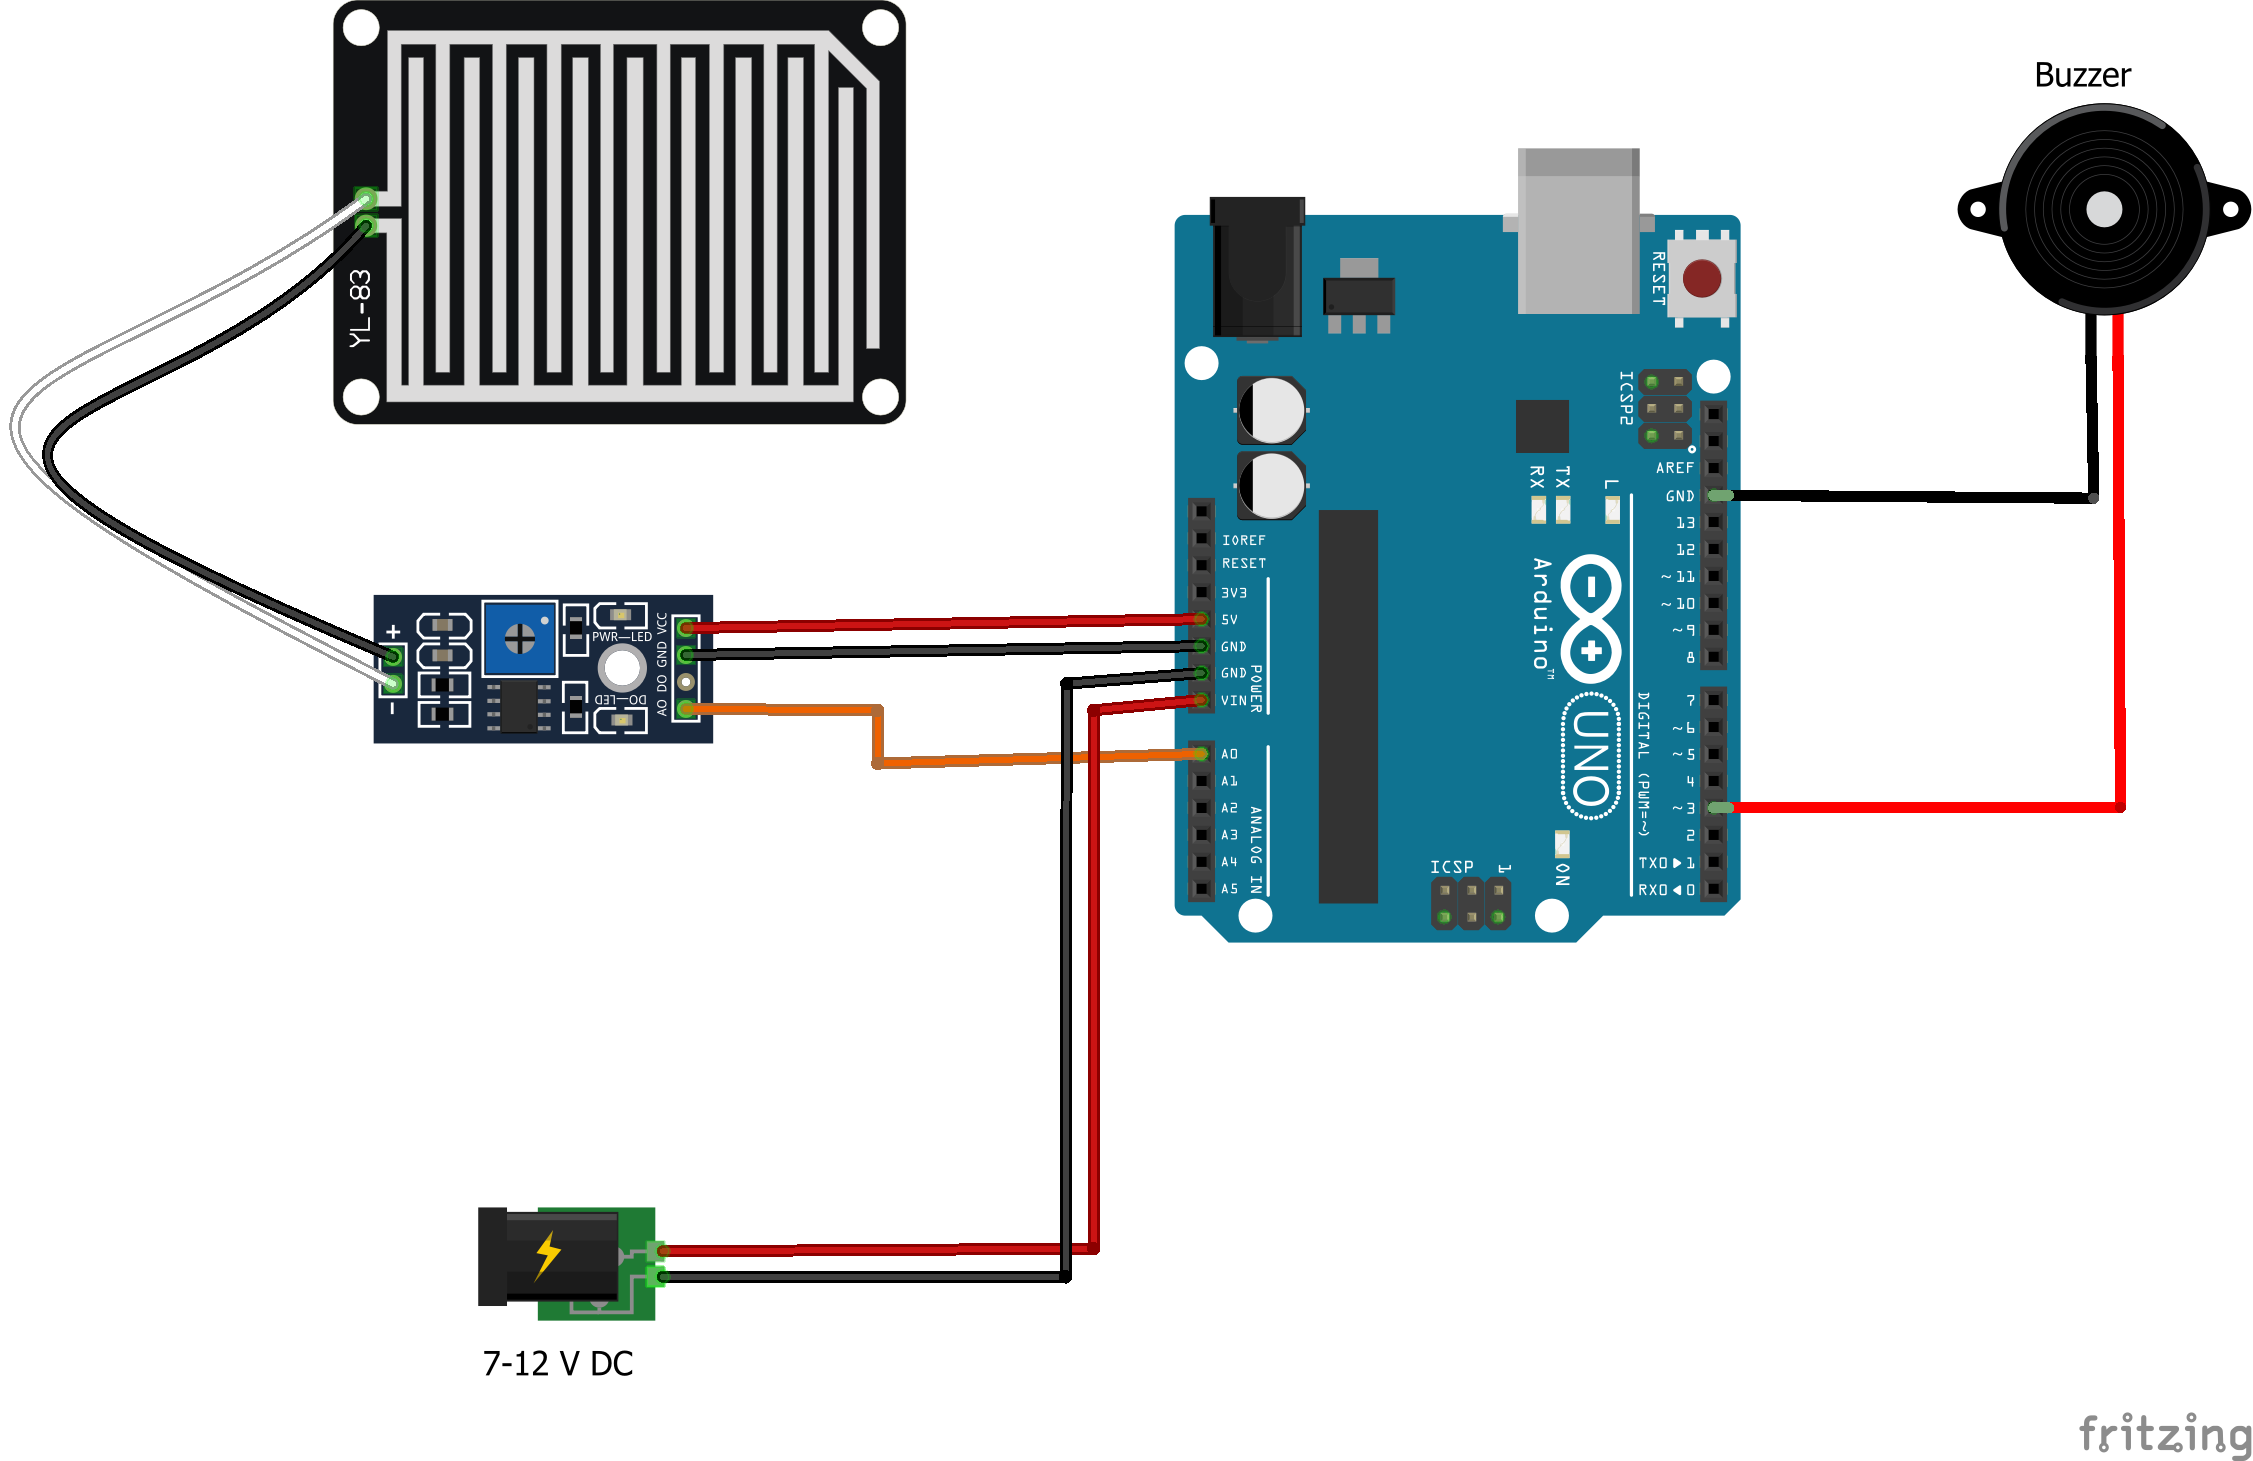 Buzzer
YL-83
+
-
PWR-LED
DO-LED
VCC
GND
DO
AO
RESET
ICSP2
AREF
GND
13
12
~11
~10
~9
8
7
~6
~5
4
~3
2
TX0▶1
RX0◀0
DIGITAL (PWM=~)
RX
TX
L
Arduino™
UNO
ON
ICSP
1
IOREF
RESET
3V3
5V
GND
GND
VIN
POWER
A0
A1
A2
A3
A4
A5
ANALOG IN
7-12 V DC
fritzing